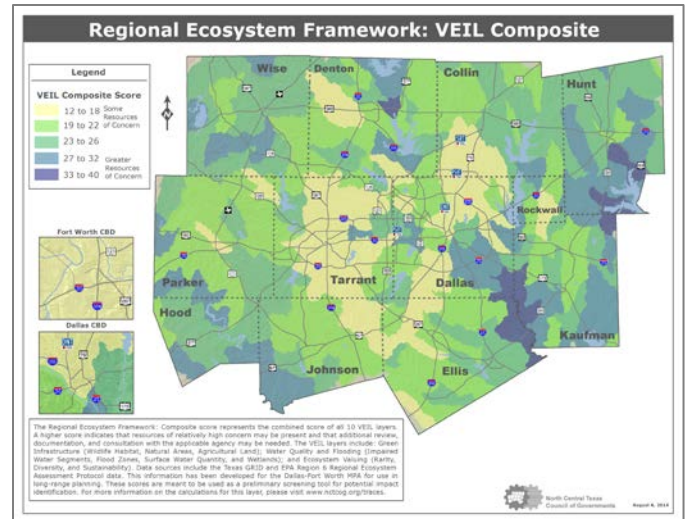 Regional Ecosystem Framework: VEIL Composite
Legend
VEIL Composite Score
12 to 18 Some Resources of Concern
19 to 22
23 to 26
27 to 32 Greater Resources of Concern
33 to 40
N
Wise
Denton
Collin
Hunt
Rockwall
Parker
Tarrant
Dallas
Hood
Johnson
Ellis
Kaufman
Fort Worth CBD
Dallas CBD
The Regional Ecosystem Framework: Composite score represents the combined score of all 10 VEIL layers.
A higher score indicates that resources of relatively high concern may be present and that additional review,
documentation, and consultation with the applicable agency may be needed. The VEIL layers include: Green
Infrastructure (Wildlife Habitat, Natural Areas, Agricultural Land); Water Quality and Flooding (Impaired
Water Segments, Flood Zones, Surface Water Quantity, and Wetlands); and Ecosystem Valuing (Rarity,
Diversity, and Sustainability). Data sources include the Texas GRID and EPA Region 6 Regional Ecosystem
Assessment Protocol data. This information has been developed for the Dallas-Fort Worth MPA for use in
long-range planning. These scores are meant to be used as a preliminary screening tool for potential impact
identification. For more information on the calculations for this layer, please visit www.nctcog.org/traces.
North Central Texas
Council of Governments
August 4, 2014